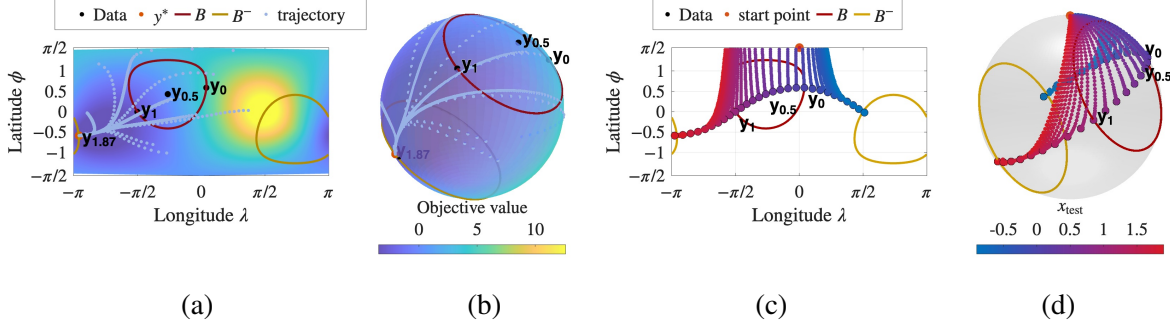 Data y* B B⁻ trajectory
π/2
1
0.5
0
−0.5
−1
−π/2
Latitude ϕ
−π −π/2 0 π/2 π
Longitude λ
y0.5
y0
y1
y1.87
(a)
y0.5
y0
y1
y1.87
Objective value
0 5 10
(b)
Data start point B B⁻
π/2
1
0.5
0
−0.5
−1
−π/2
Latitude ϕ
−π −π/2 0 π/2 π
Longitude λ
y0.5 y0
y1
(c)
y0
y0.5
y1
xtest
-0.5 0 0.5 1 1.5
(d)